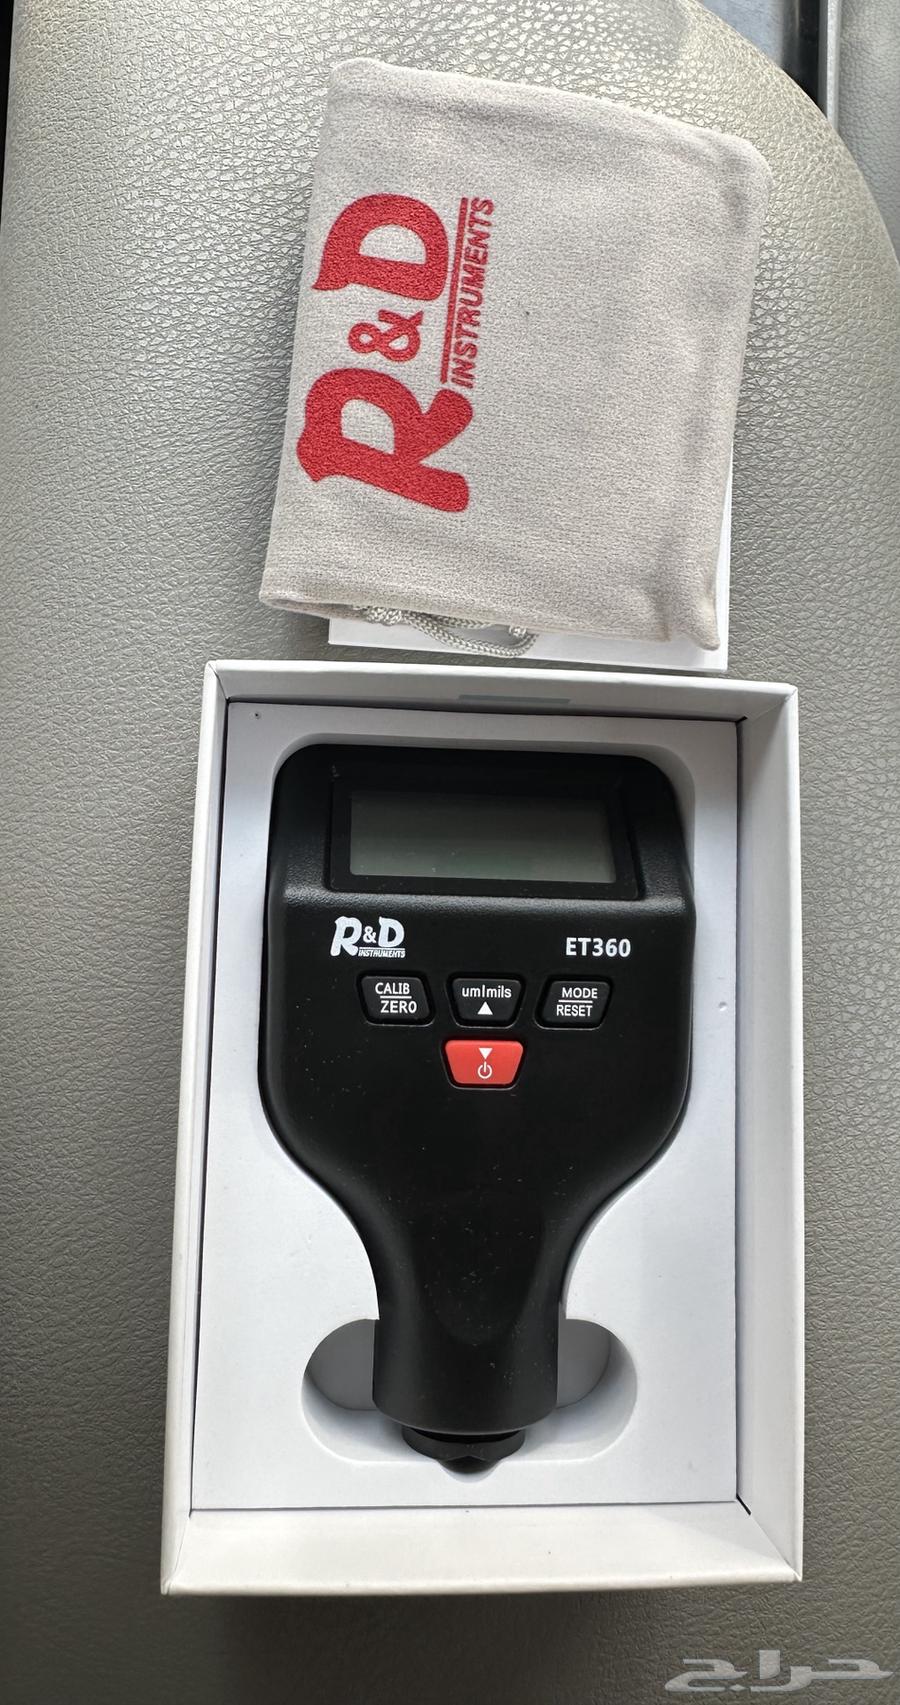 R&D
INSTRUMENTS
R&D
INSTRUMENTS
ET360
CALIB
ZERO
um|mils
MODE
RESET
حراج